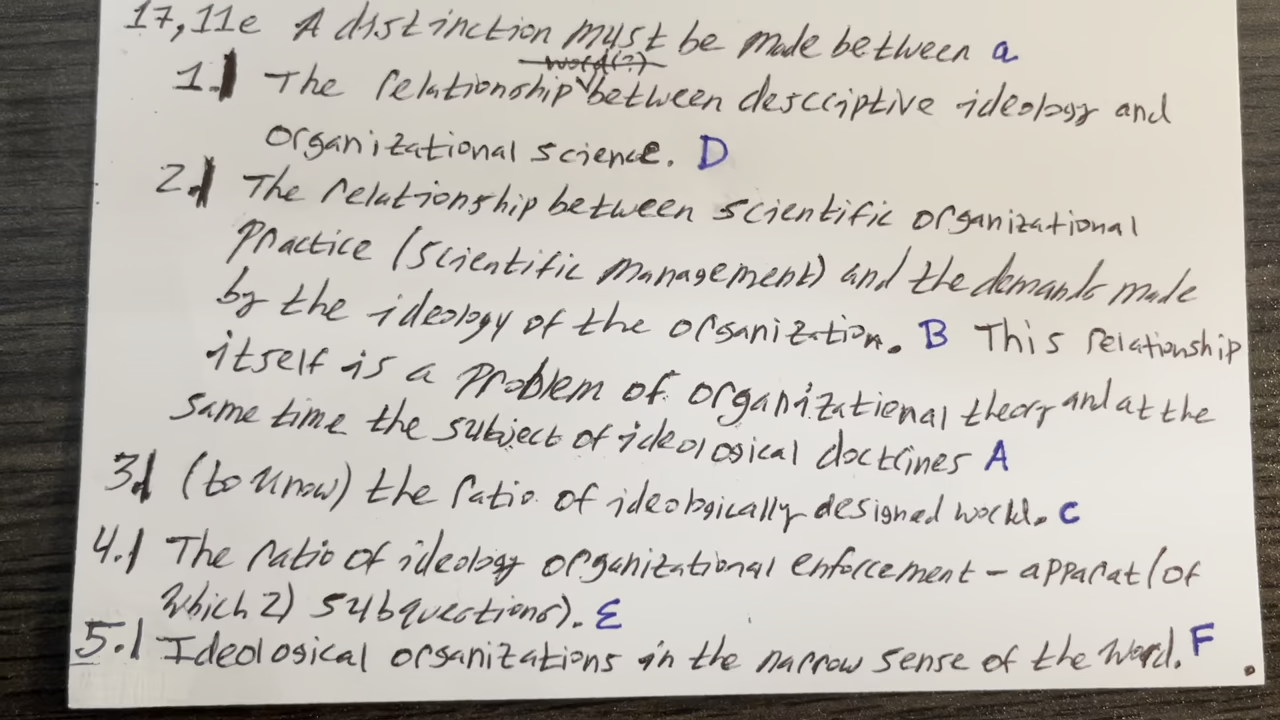 17,11e A distinction must be made between a
word(?)
1.) The relationship between descriptive ideology and
organizational science. D
2.) The relationship between scientific organizational
practice (scientific management) and the demands made
by the ideology of the organization. B This relationship
itself is a problem of organizational theory and at the
same time the subject of ideological doctrines A
3.) (to know) the ratio of ideologically designed world. C
4.) The ratio of ideology organizational enforcement - apparat (of
which 2) subquestions). E
5.) Ideological organizations in the narrow sense of the word. F